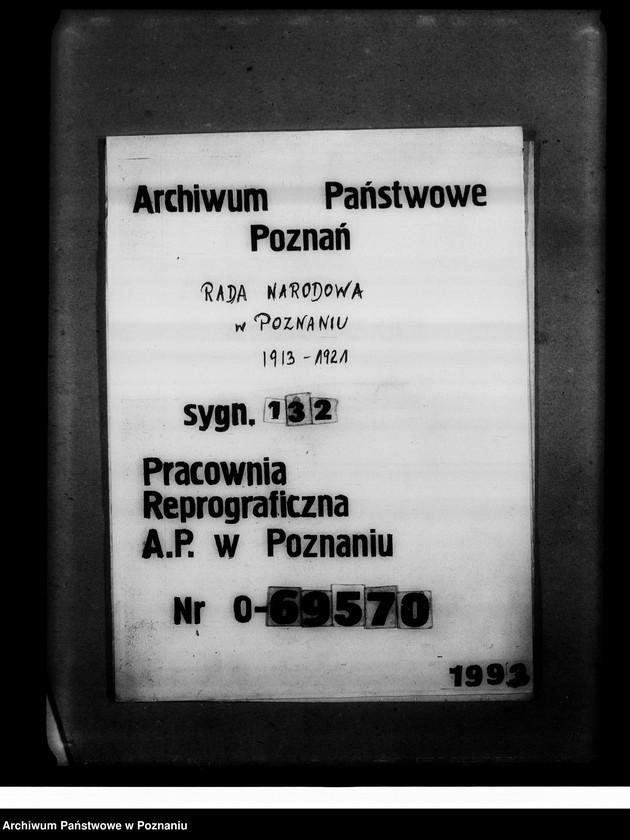 Archiwum Państwowe
Poznań
RADA NARODOWA
w POZNANIU
1913-1921
sygn. 132
Pracownia
Reprograficzna
A.P. w Poznaniu
Nr 0-69570
1993
Archiwum Państwowe w Poznaniu